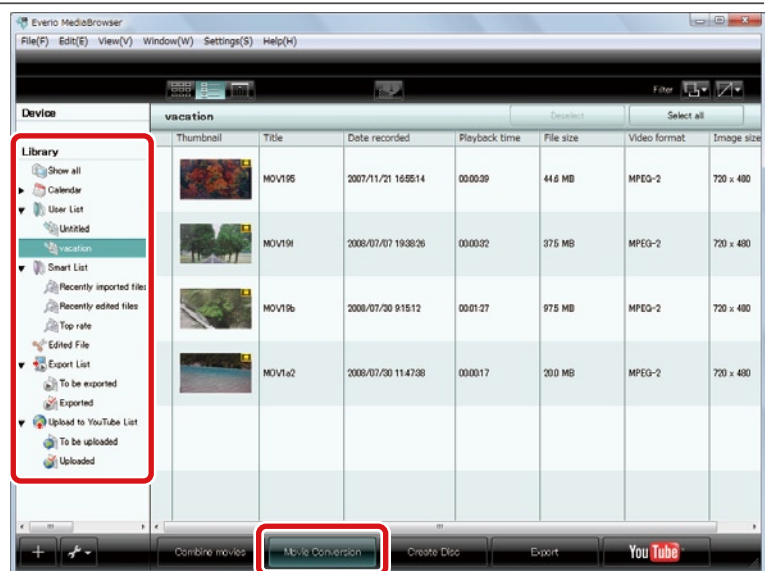 Everio MediaBrowser
File(F) Edit(E) View(V) Window(W) Settings(S) Help(H)
Filter
Device
vacation
Deselect
Select all
Library
Show all
Calendar
User List
Untitled
vacation
Smart List
Recently imported files
Recently edited files
Top rate
Edited File
Export List
To be exported
Exported
Upload to YouTube List
To be uploaded
Uploaded
Thumbnail Title Date recorded Playback time File size Video format Image size
MOV195 2007/11/21 16:55:14 00:00:39 44.6 MB MPEG-2 720 x 480
MOV19f 2008/07/07 19:38:26 00:00:32 37.5 MB MPEG-2 720 x 480
MOV19b 2008/07/30 9:15:12 00:01:27 97.5 MB MPEG-2 720 x 480
MOV1a2 2008/07/30 11:47:38 00:00:17 20.0 MB MPEG-2 720 x 480
Combine movies Movie Conversion Create Disc Export YouTube